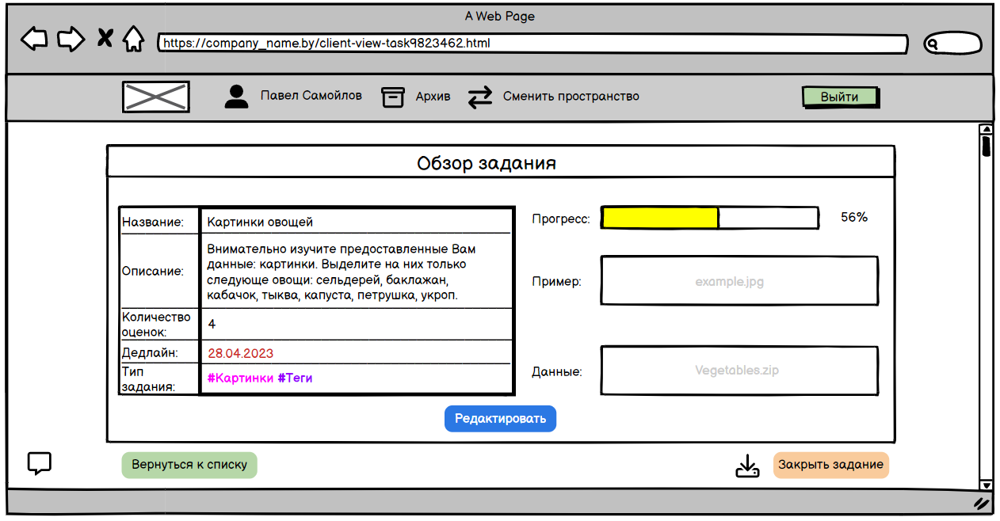 A Web Page
https://company_name.by/client-view-task9823462.html
Павел Самойлов
Архив
Сменить пространство
Выйти
Обзор задания
Название:
Картинки овощей
Описание:
Внимательно изучите предоставленные Вам
данные: картинки. Выделите на них только
следующе овощи: сельдерей, баклажан,
кабачок, тыква, капуста, петрушка, укроп.
Количество
оценок:
4
Дедлайн:
28.04.2023
Тип
задания:
#Картинки #Теги
Прогресс:
56%
Пример:
example.jpg
Данные:
Vegetables.zip
Редактировать
Вернуться к списку
Закрыть задание